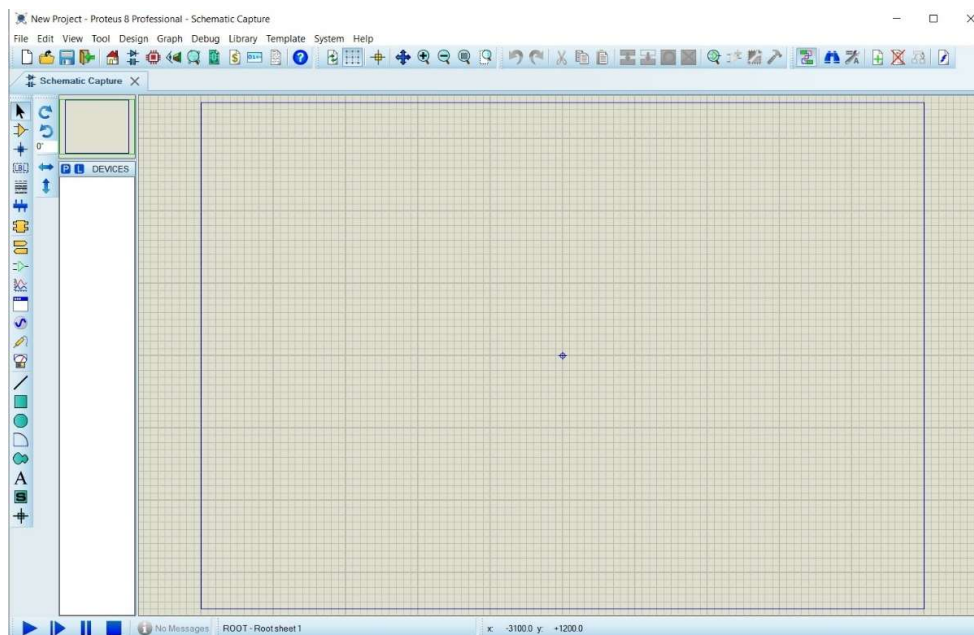 New Project - Proteus 8 Professional - Schematic Capture
File Edit View Tool Design Graph Debug Library Template System Help
Schematic Capture
0°
P L DEVICES
LBL
A
S
No Messages
ROOT - Root sheet 1
x: -3100.0 y: +1200.0